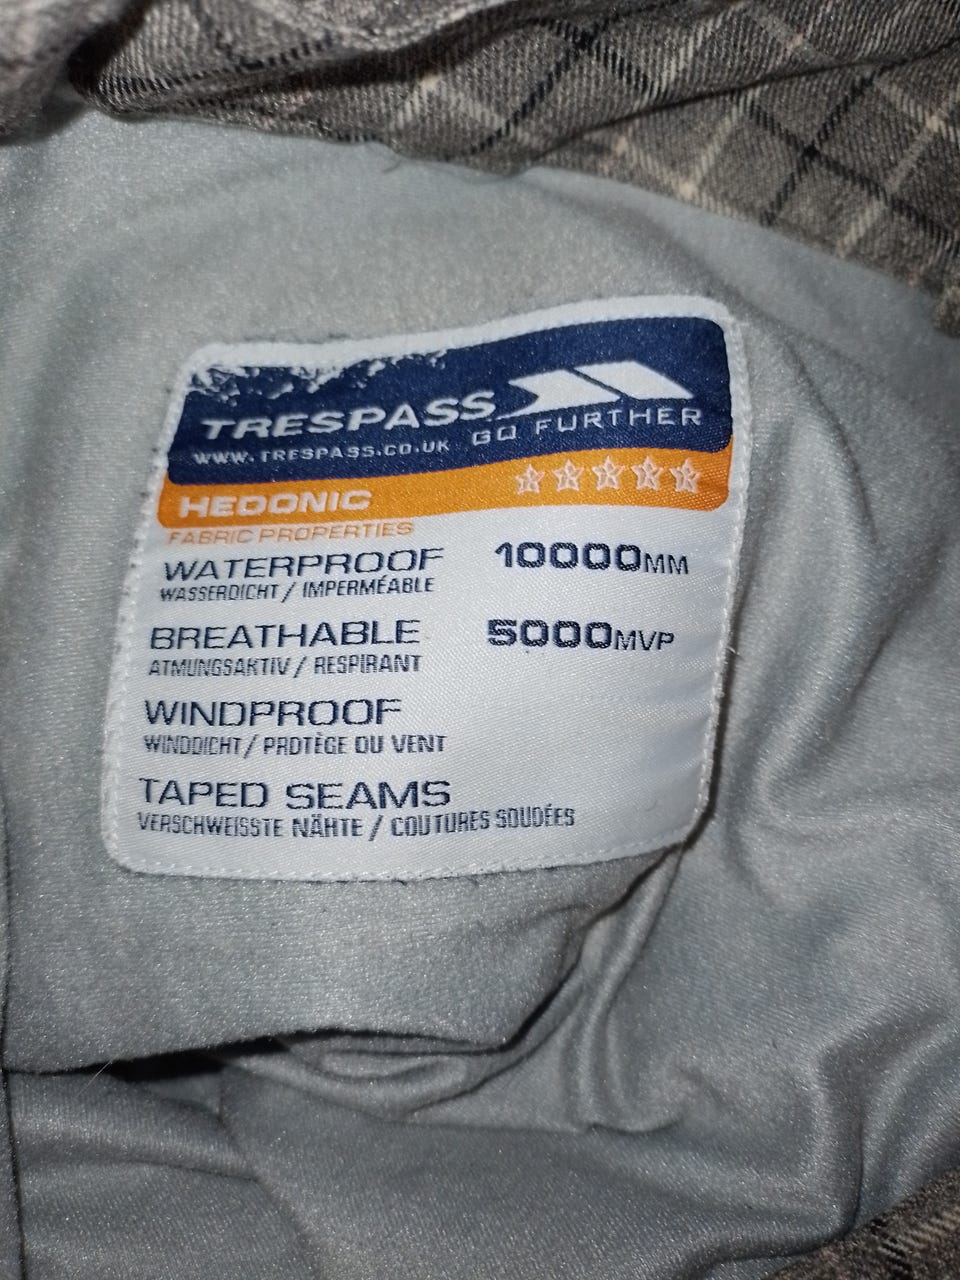 TRESPASS
GO FURTHER
WWW.TRESPASS.CO.UK
HEDONIC
FABRIC PROPERTIES
WATERPROOF 10000MM
WASSERDICHT / IMPERMÉABLE
BREATHABLE 5000MVP
ATMUNGSAKTIV / RESPIRANT
WINDPROOF
WINDDICHT / PROTÈGE DU VENT
TAPED SEAMS
VERSCHWEISSTE NÄHTE / COUTURES SOUDÉES